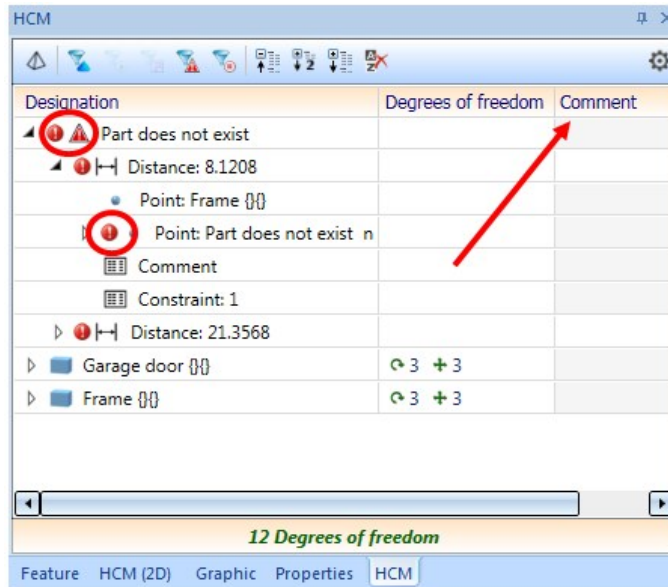 HCM
Designation Degrees of freedom Comment
Part does not exist
Distance: 8.1208
Point: Frame {}{}
Point: Part does not exist n
Comment
Constraint: 1
Distance: 21.3568
Garage door {}{} 3 +3
Frame {}{} 3 +3
12 Degrees of freedom
Feature HCM (2D) Graphic Properties HCM